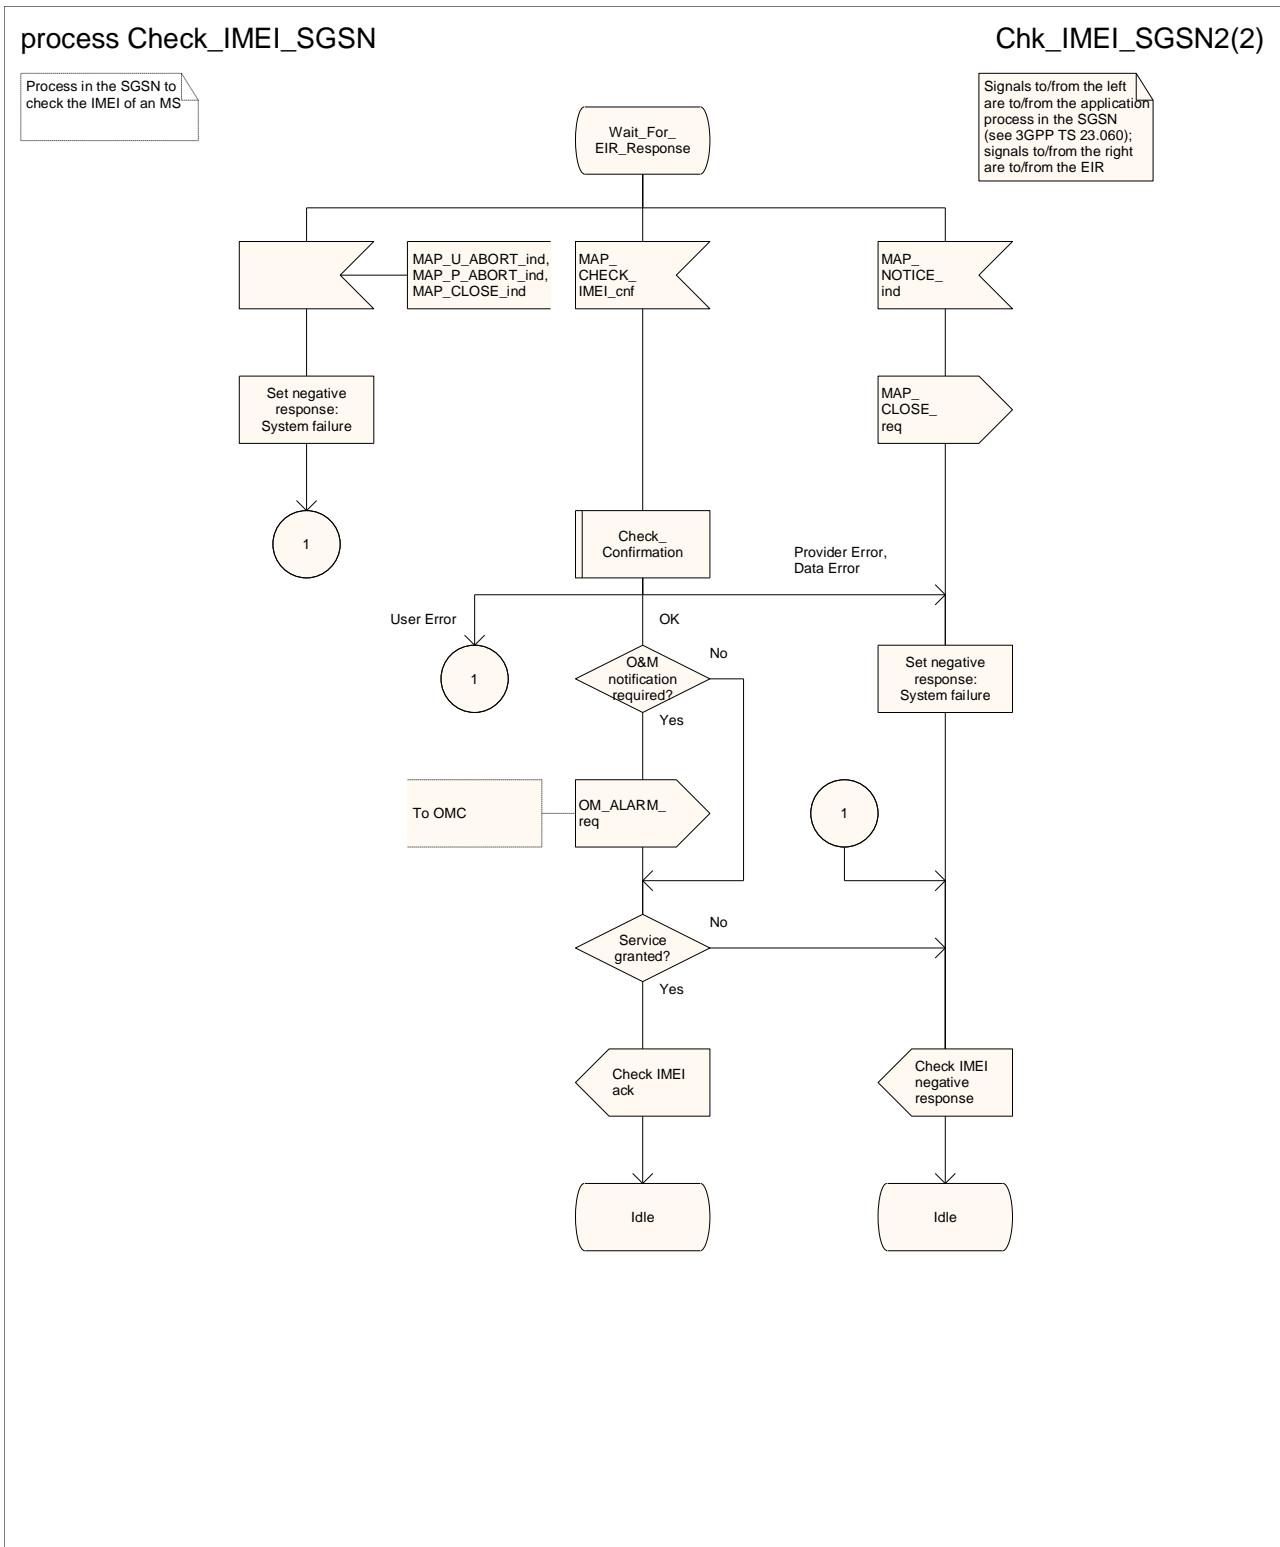 process Check_IMEI_SGSN
Chk_IMEI_SGSN2(2)
Process in the SGSN to
check the IMEI of an MS
Signals to/from the left
are to/from the application
process in the SGSN
(see 3GPP TS 23.060);
signals to/from the right
are to/from the EIR
Wait_For_
EIR_Response
MAP_U_ABORT_ind,
MAP_P_ABORT_ind,
MAP_CLOSE_ind
MAP_
CHECK_
IMEI_cnf
MAP_
NOTICE_
ind
Set negative
response:
System failure
MAP_
CLOSE_
req
1
Check_
Confirmation
Provider Error,
Data Error
User Error
OK
1
O&M
notification
required?
No
Yes
Set negative
response:
System failure
To OMC
OM_ALARM_
req
1
Service
granted?
No
Yes
Check IMEI
ack
Check IMEI
negative
response
Idle
Idle